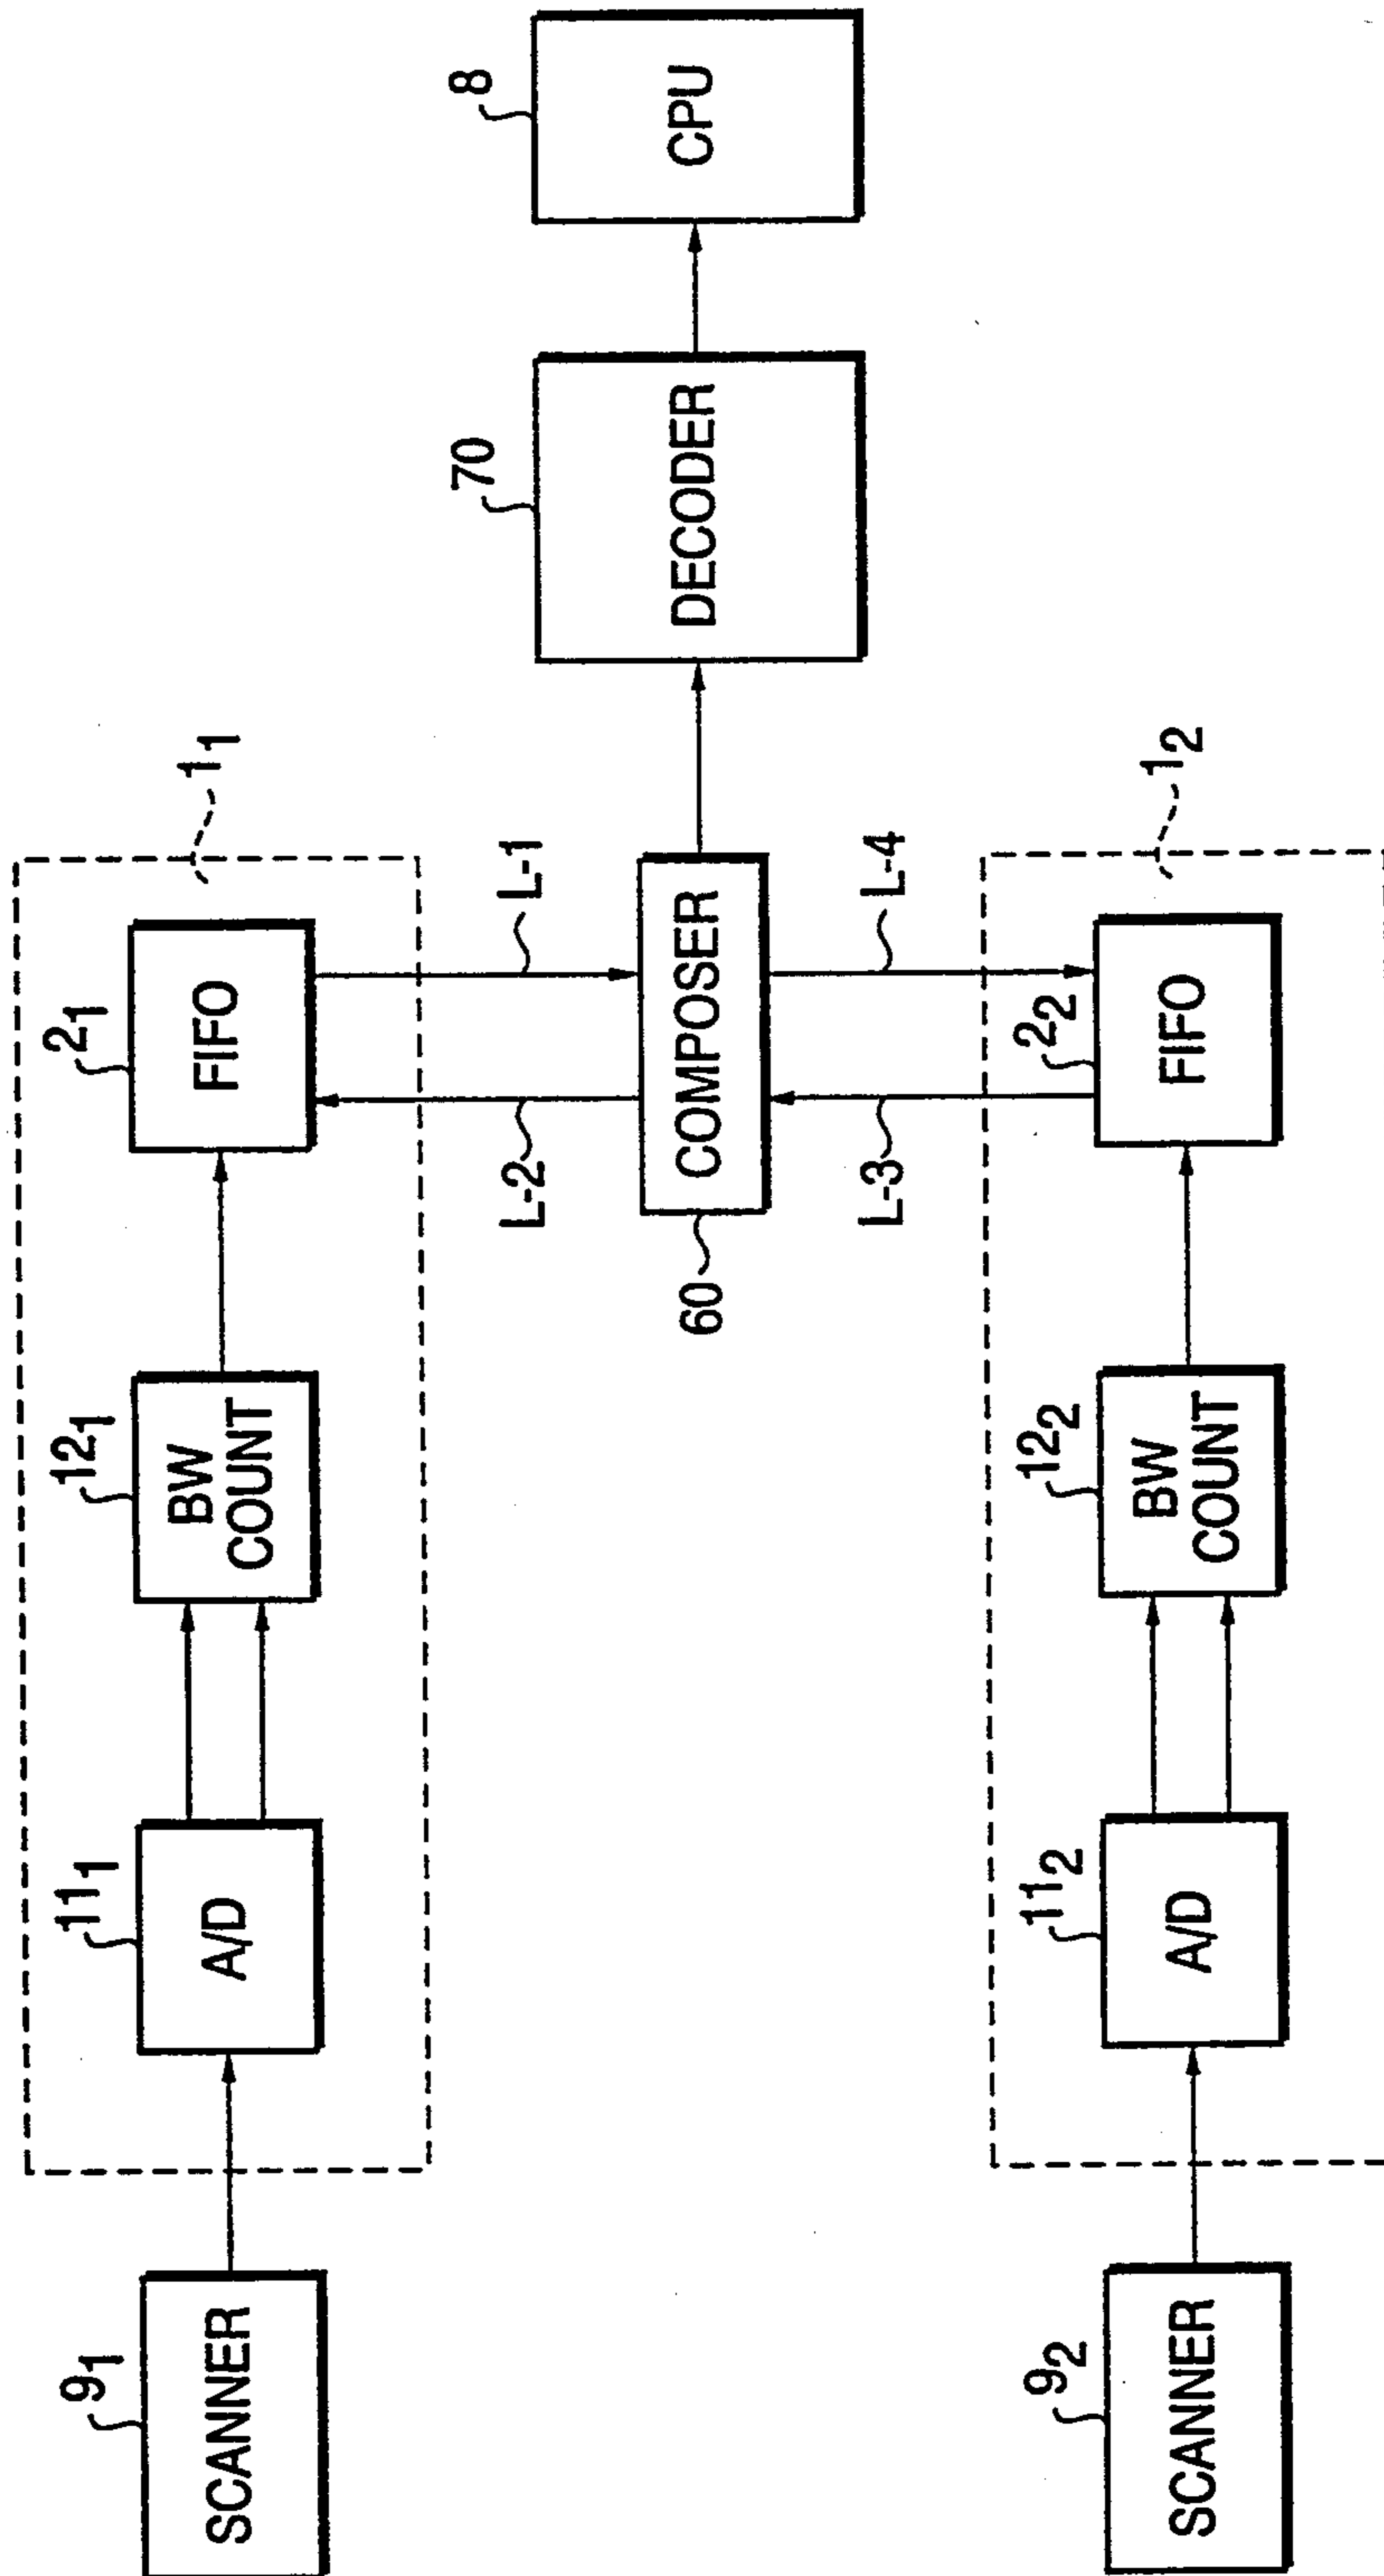 9₁
SCANNER
11₁
A/D
12₁
BW
COUNT
2₁
FIFO
1₁
L-2
L-1
60
COMPOSER
70
DECODER
8
CPU
L-3
L-4
9₂
SCANNER
11₂
A/D
12₂
BW
COUNT
2₂
FIFO
1₂